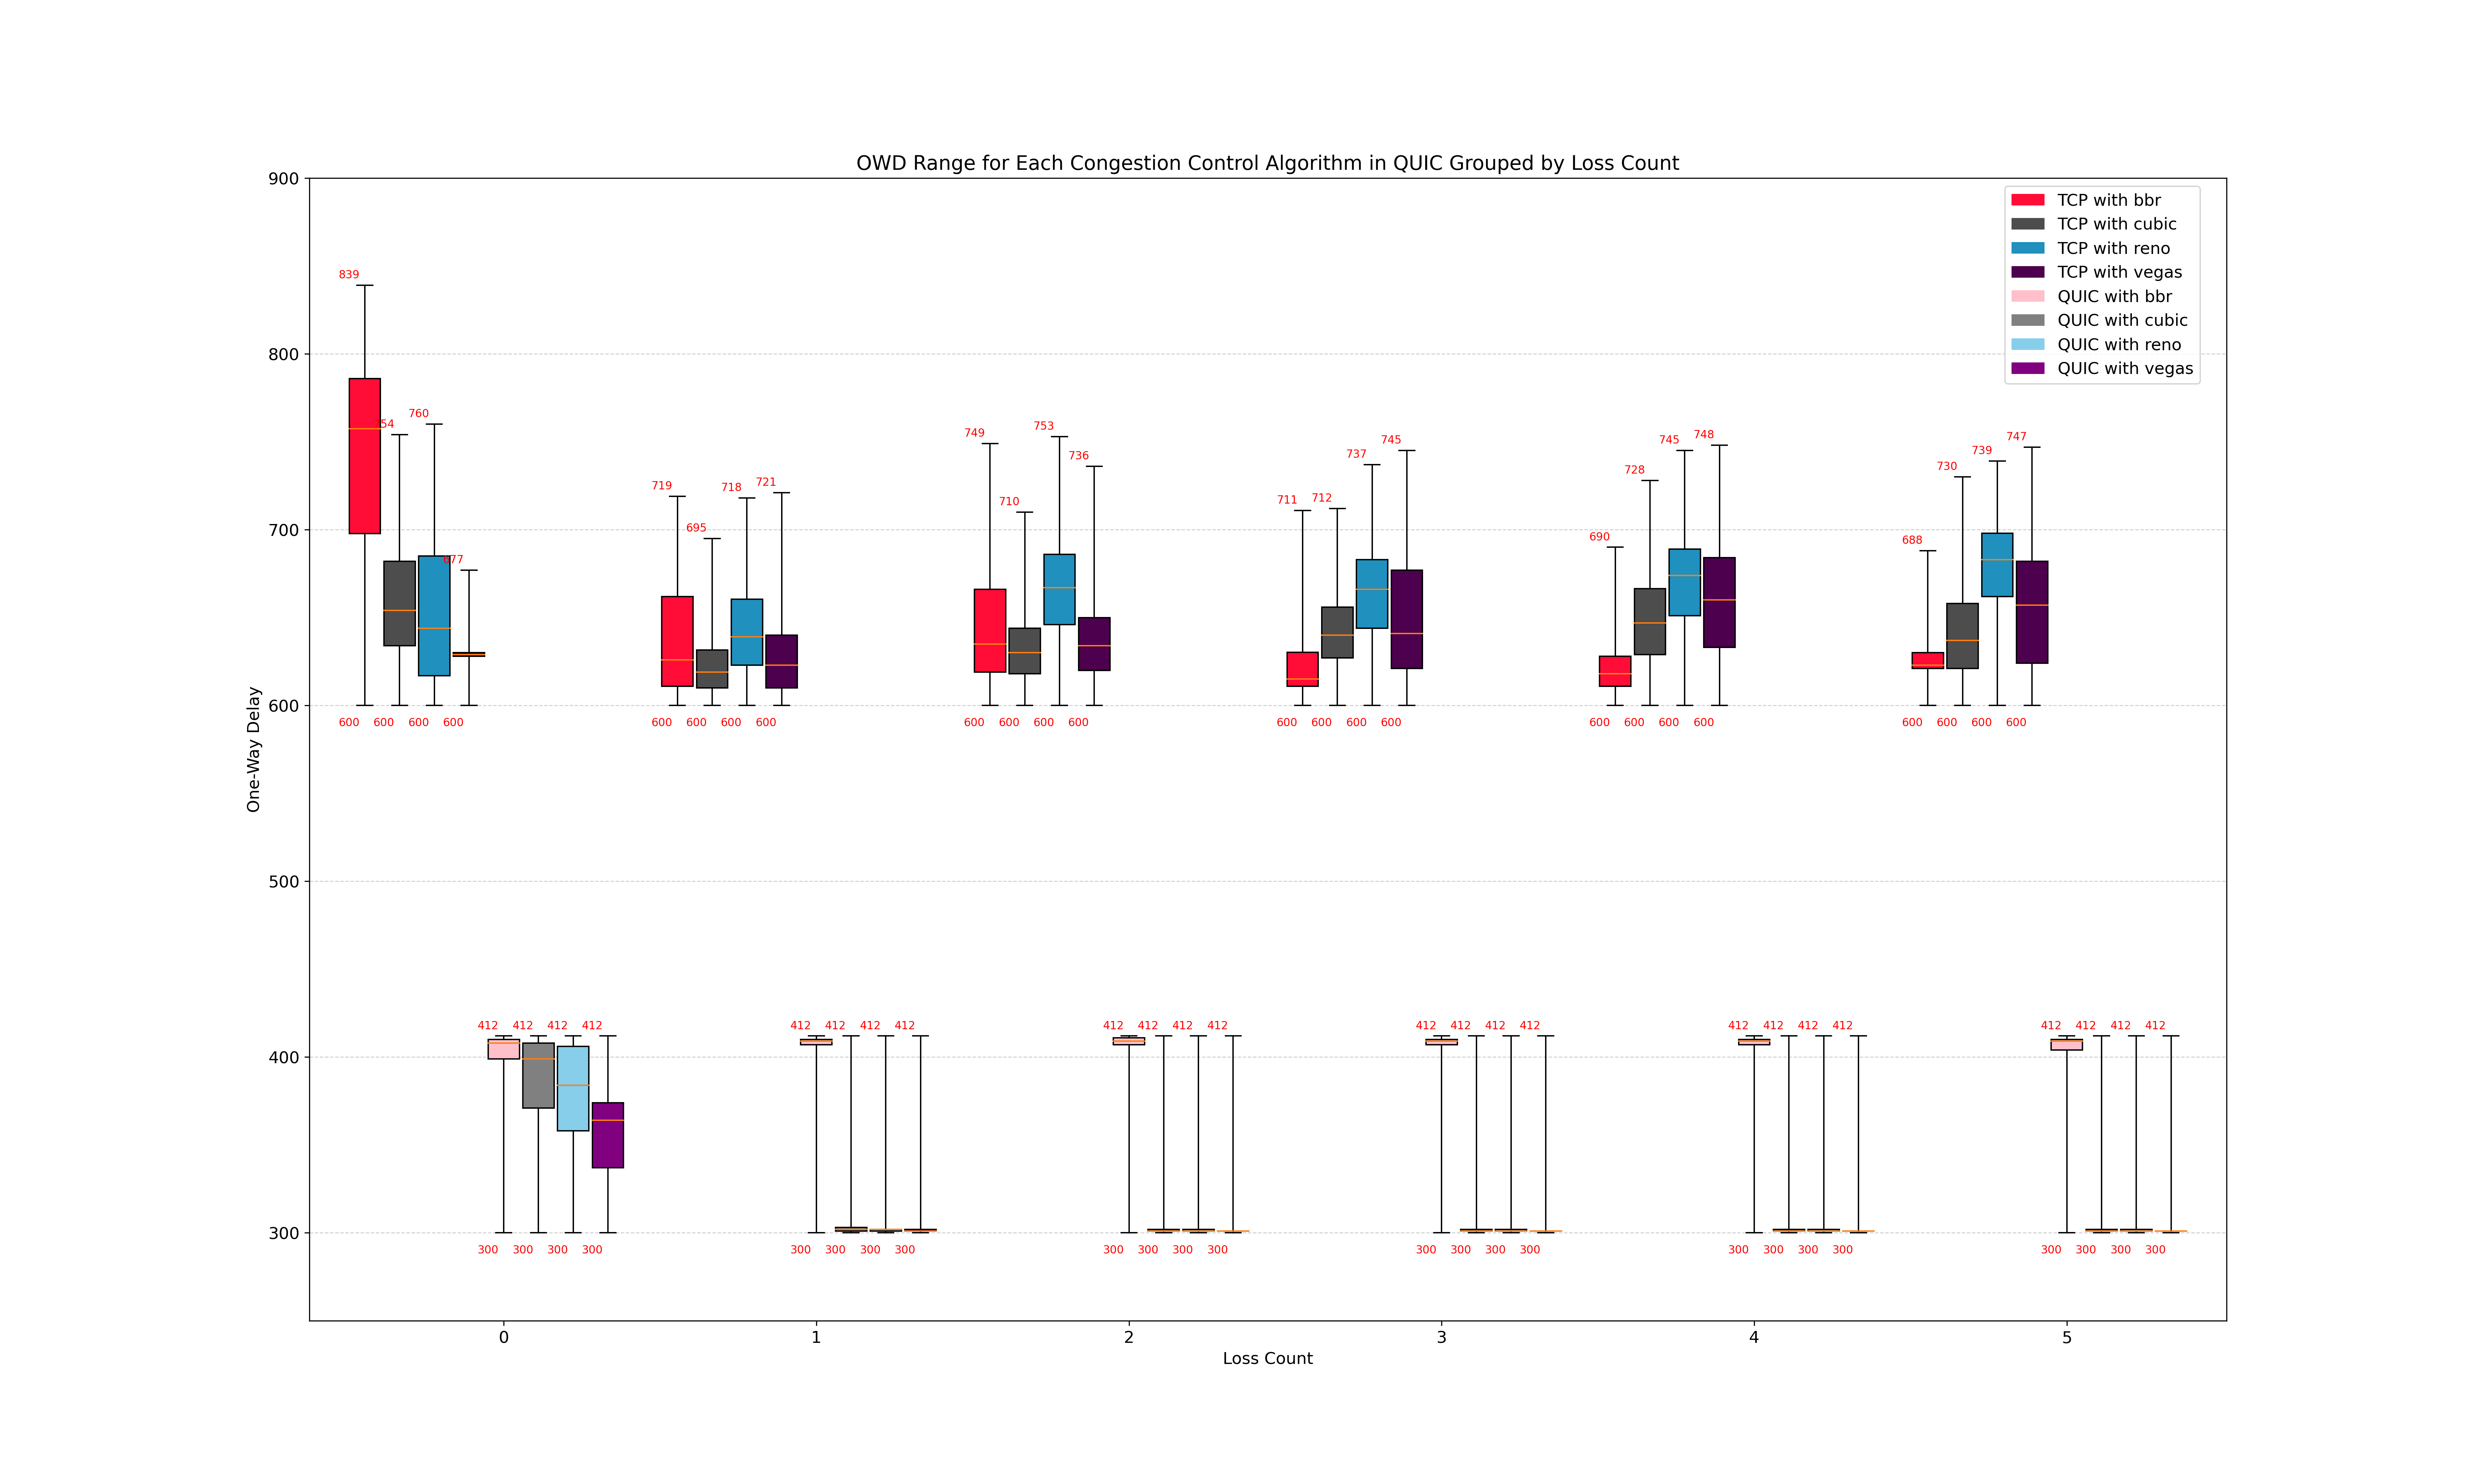 OWD Range for Each Congestion Control Algorithm in QUIC Grouped by Loss Count
900
800
700
600
500
400
300
One-Way Delay
TCP with bbr
TCP with cubic
TCP with reno
TCP with vegas
QUIC with bbr
QUIC with cubic
QUIC with reno
QUIC with vegas
839 754 760 677
719 695 718 721
749 710 753 736
711 712 737 745
690 728 745 748
688 730 739 747
600 600 600 600
600 600 600 600
600 600 600 600
600 600 600 600
600 600 600 600
600 600 600 600
412 412 412 412
412 412 412 412
412 412 412 412
412 412 412 412
412 412 412 412
412 412 412 412
300 300 300 300
300 300 300 300
300 300 300 300
300 300 300 300
300 300 300 300
300 300 300 300
0 1 2 3 4 5
Loss Count